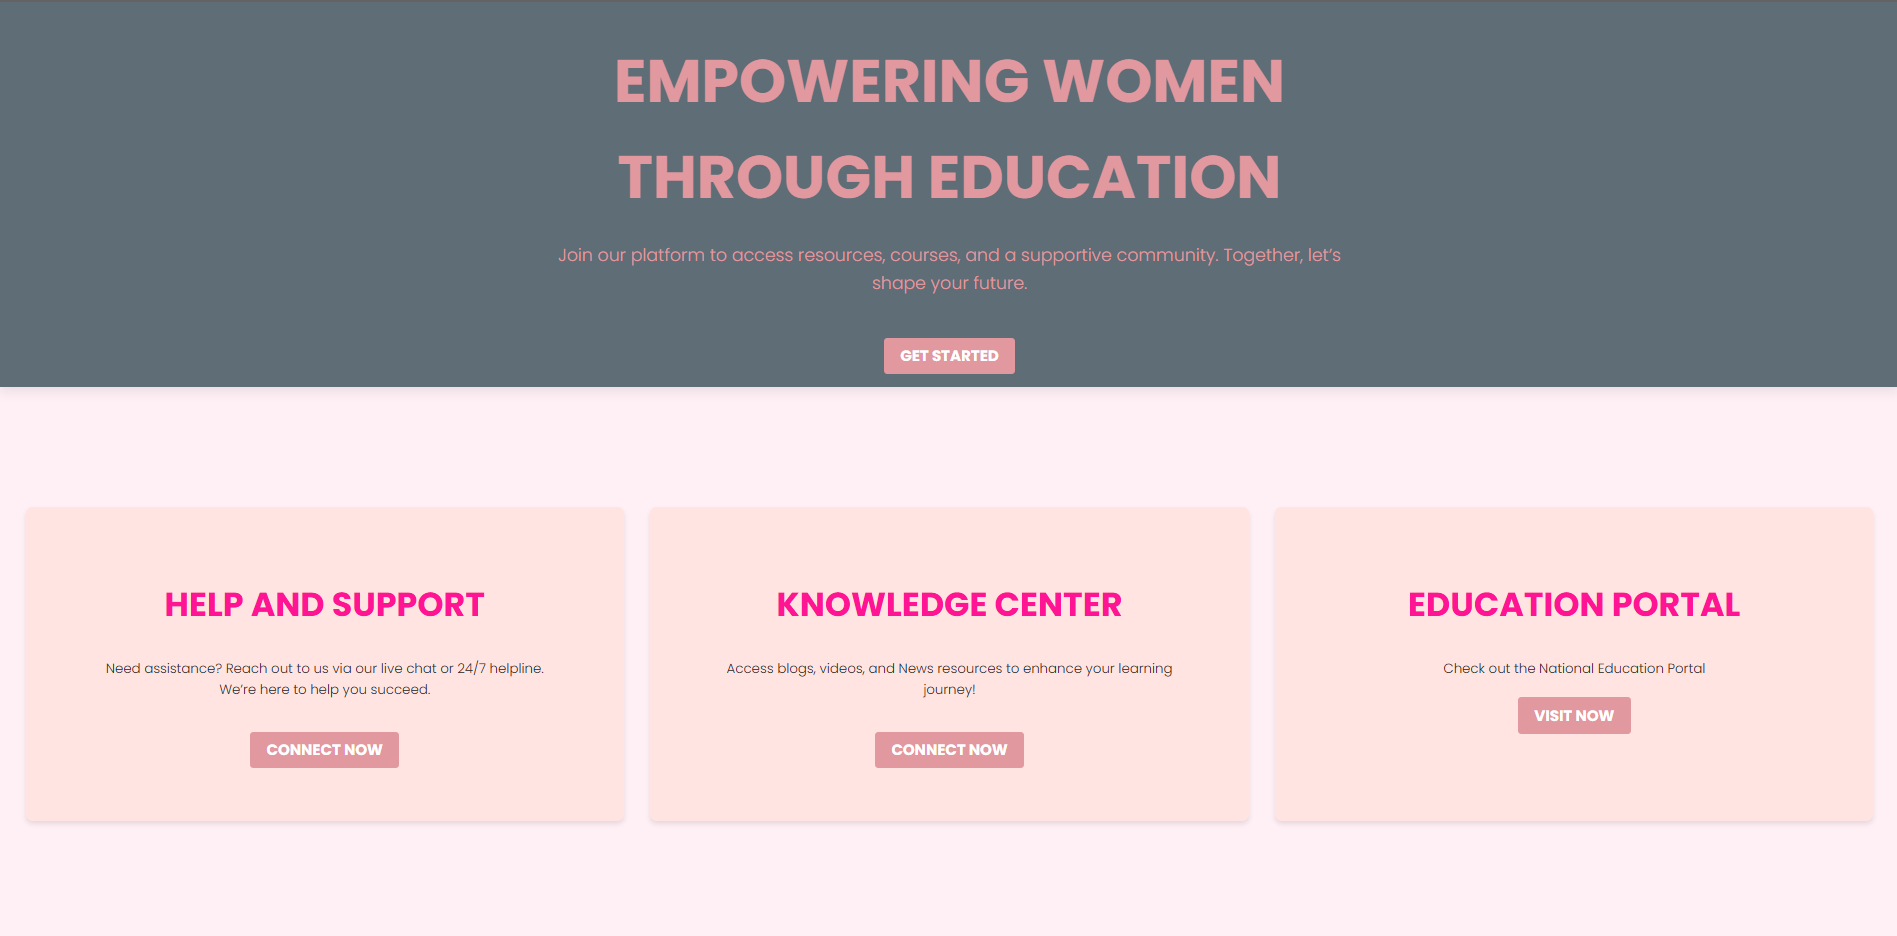 EMPOWERING WOMEN
THROUGH EDUCATION
Join our platform to access resources, courses, and a supportive community. Together, let’s
shape your future.
GET STARTED
HELP AND SUPPORT
Need assistance? Reach out to us via our live chat or 24/7 helpline.
We’re here to help you succeed.
CONNECT NOW
KNOWLEDGE CENTER
Access blogs, videos, and News resources to enhance your learning
journey!
CONNECT NOW
EDUCATION PORTAL
Check out the National Education Portal
VISIT NOW